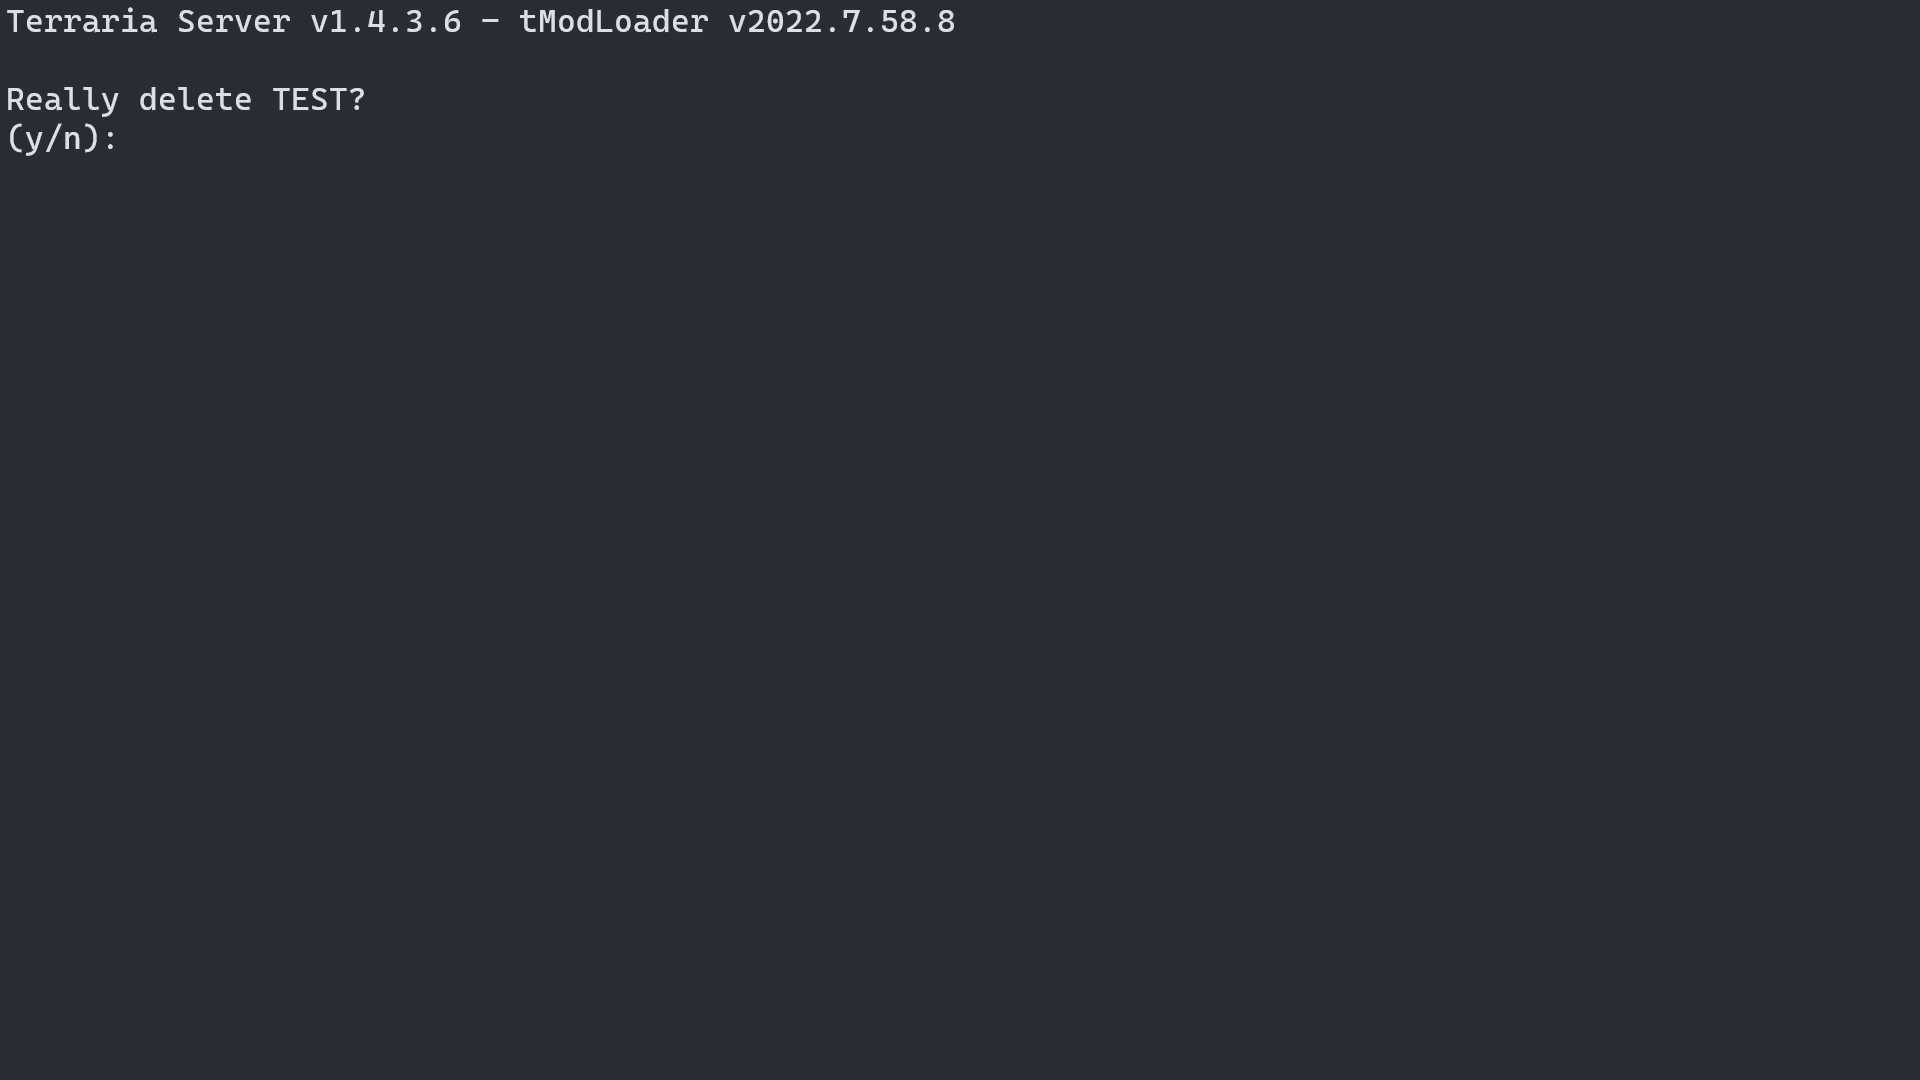 Terraria Server v1.4.3.6 - tModLoader v2022.7.58.8
Really delete TEST?
(y/n):